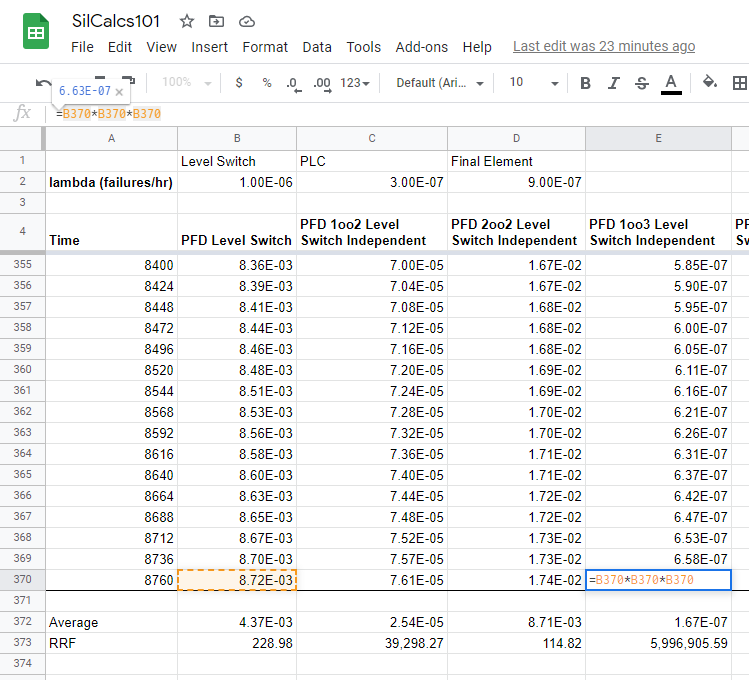 SilCalcs101
File Edit View Insert Format Data Tools Add-ons Help Last edit was 23 minutes ago
100% $ % .0 .00 123 Default (Ari... 10 B I S A
6.63E-07 ×
fx =B370*B370*B370
A B C D E
1 Level Switch PLC Final Element
2 lambda (failures/hr) 1.00E-06 3.00E-07 9.00E-07
3
PFD 1oo2 Level PFD 2oo2 Level PFD 1oo3 Level PF
4 Time PFD Level Switch Switch Independent Switch Independent Switch Independent Sw
355 8400 8.36E-03 7.00E-05 1.67E-02 5.85E-07
356 8424 8.39E-03 7.04E-05 1.67E-02 5.90E-07
357 8448 8.41E-03 7.08E-05 1.68E-02 5.95E-07
358 8472 8.44E-03 7.12E-05 1.68E-02 6.00E-07
359 8496 8.46E-03 7.16E-05 1.68E-02 6.05E-07
360 8520 8.48E-03 7.20E-05 1.69E-02 6.11E-07
361 8544 8.51E-03 7.24E-05 1.69E-02 6.16E-07
362 8568 8.53E-03 7.28E-05 1.70E-02 6.21E-07
363 8592 8.56E-03 7.32E-05 1.70E-02 6.26E-07
364 8616 8.58E-03 7.36E-05 1.71E-02 6.31E-07
365 8640 8.60E-03 7.40E-05 1.71E-02 6.37E-07
366 8664 8.63E-03 7.44E-05 1.72E-02 6.42E-07
367 8688 8.65E-03 7.48E-05 1.72E-02 6.47E-07
368 8712 8.67E-03 7.52E-05 1.73E-02 6.53E-07
369 8736 8.70E-03 7.57E-05 1.73E-02 6.58E-07
370 8760 8.72E-03 7.61E-05 1.74E-02 =B370*B370*B370
371
372 Average 4.37E-03 2.54E-05 8.71E-03 1.67E-07
373 RRF 228.98 39,298.27 114.82 5,996,905.59
374